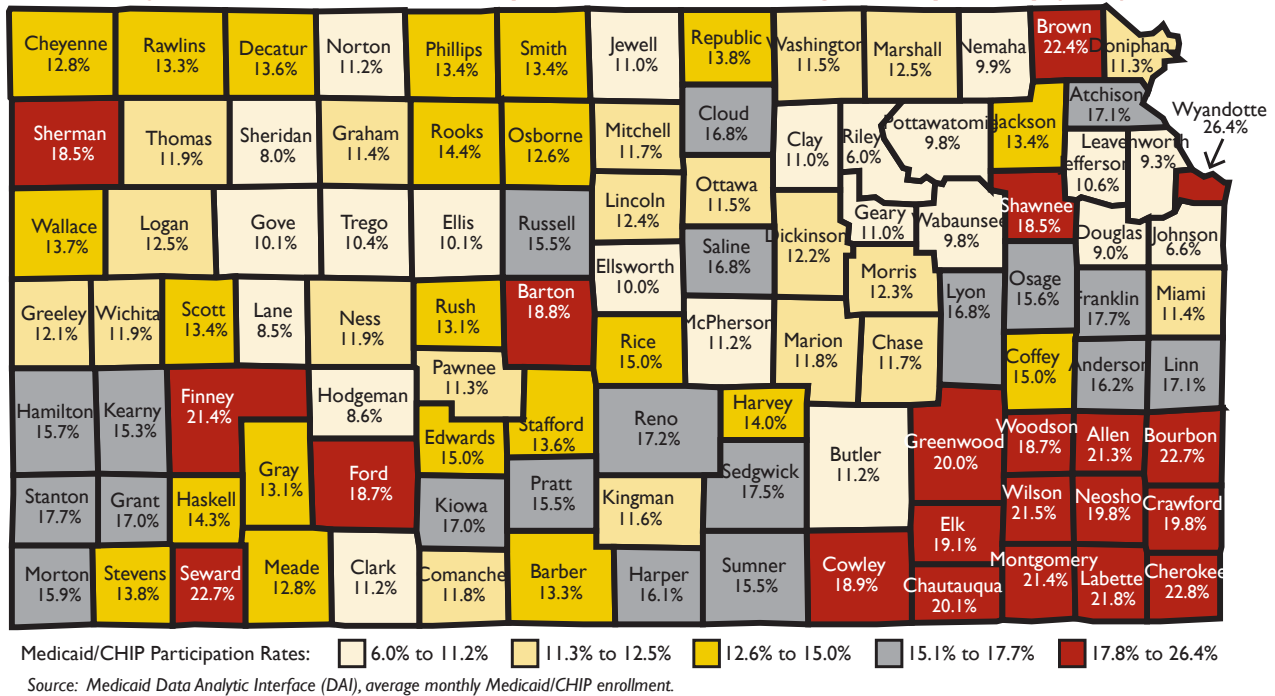 Cheyenne
12.8%
Rawlins
13.3%
Decatur
13.6%
Norton
11.2%
Phillips
13.4%
Smith
13.4%
Jewell
11.0%
Republic
13.8%
Washington
11.5%
Marshall
12.5%
Nemaha
9.9%
Brown
22.4%
Doniphan
11.3%
Sherman
18.5%
Thomas
11.9%
Sheridan
8.0%
Graham
11.4%
Rooks
14.4%
Osborne
12.6%
Mitchell
11.7%
Cloud
16.8%
Clay
11.0%
Riley
6.0%
Pottawatomie
9.8%
Jackson
13.4%
Atchison
17.1%
Wyandotte
26.4%
Jefferson
10.6%
Leavenworth
9.3%
Wallace
13.7%
Logan
12.5%
Gove
10.1%
Trego
10.4%
Ellis
10.1%
Russell
15.5%
Lincoln
12.4%
Ottawa
11.5%
Saline
16.8%
Dickinson
12.2%
Geary
11.0%
Wabaunsee
9.8%
Shawnee
18.5%
Douglas
9.0%
Johnson
6.6%
Greeley
12.1%
Wichita
11.9%
Scott
13.4%
Lane
8.5%
Ness
11.9%
Rush
13.1%
Barton
18.8%
Ellsworth
10.0%
Rice
15.0%
McPherson
11.2%
Marion
11.8%
Morris
12.3%
Chase
11.7%
Lyon
16.8%
Osage
15.6%
Franklin
17.7%
Miami
11.4%
Coffey
15.0%
Anderson
16.2%
Linn
17.1%
Hamilton
15.7%
Kearny
15.3%
Finney
21.4%
Hodgeman
8.6%
Pawnee
11.3%
Edwards
15.0%
Stafford
13.6%
Reno
17.2%
Harvey
14.0%
Butler
11.2%
Greenwood
20.0%
Woodson
18.7%
Allen
21.3%
Bourbon
22.7%
Stanton
17.7%
Grant
17.0%
Haskell
14.3%
Gray
13.1%
Ford
18.7%
Kiowa
17.0%
Pratt
15.5%
Kingman
11.6%
Sedgwick
17.5%
Elk
19.1%
Wilson
21.5%
Neosho
19.8%
Crawford
19.8%
Morton
15.9%
Stevens
13.8%
Seward
22.7%
Meade
12.8%
Clark
11.2%
Comanche
11.8%
Barber
13.3%
Harper
16.1%
Sumner
15.5%
Cowley
18.9%
Chautauqua
20.1%
Montgomery
21.4%
Labette
21.8%
Cherokee
22.8%
Medicaid/CHIP Participation Rates: 6.0% to 11.2% 11.3% to 12.5% 12.6% to 15.0% 15.1% to 17.7% 17.8% to 26.4%
Source: Medicaid Data Analytic Interface (DAI), average monthly Medicaid/CHIP enrollment.